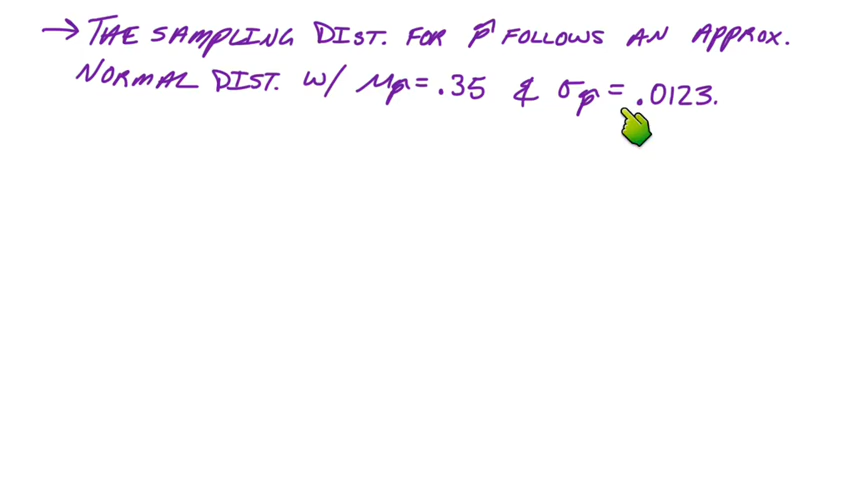 → THE SAMPLING DIST. FOR p̂ FOLLOWS AN APPROX.
NORMAL DIST. W/ μp̂ = .35 & σp̂ = .0123.